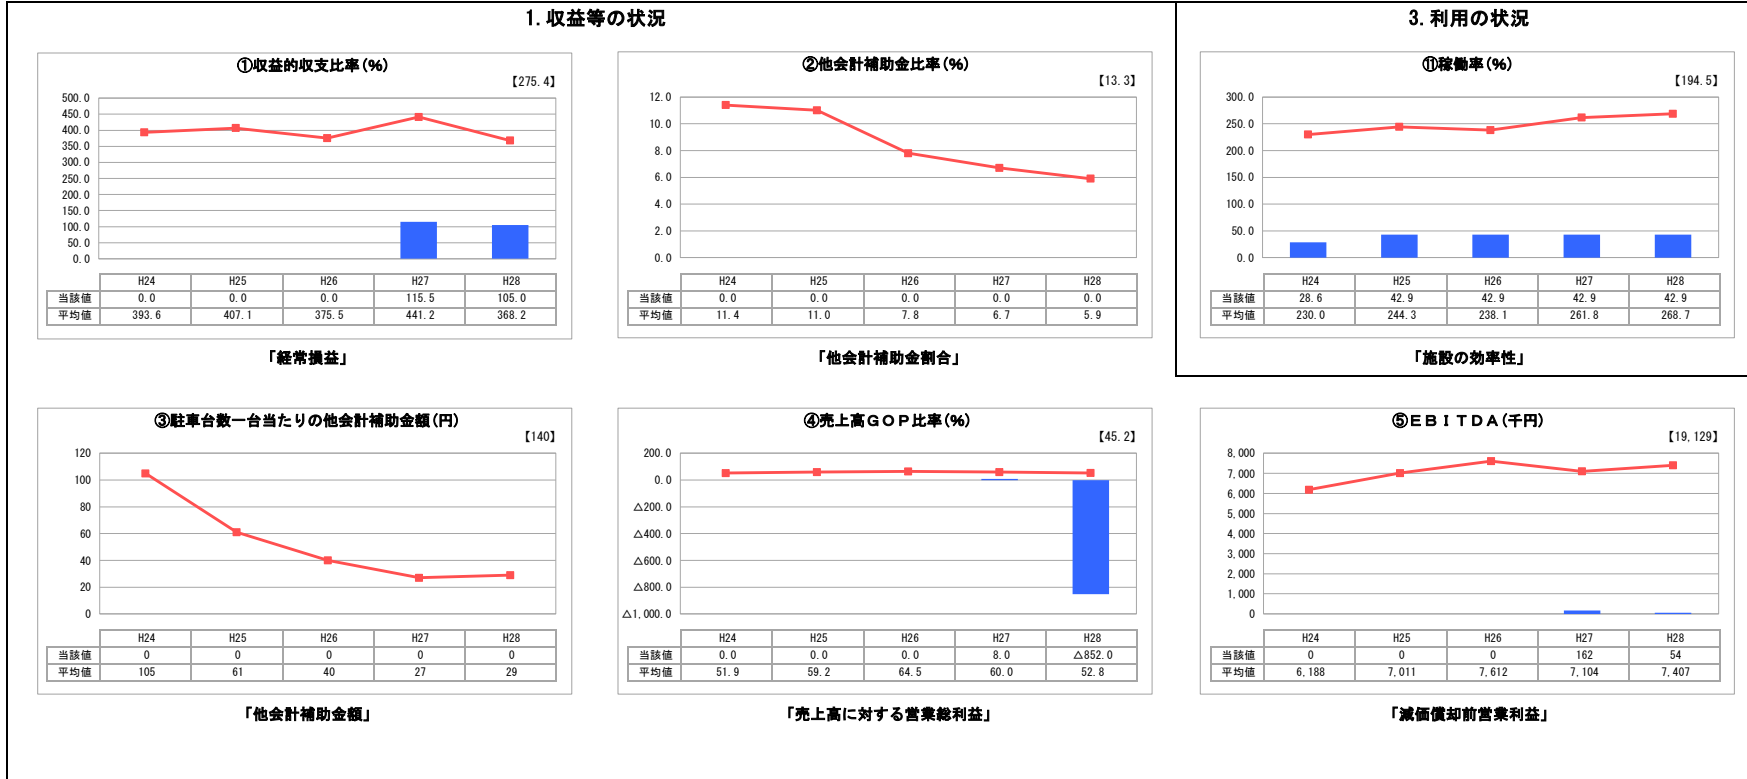 1. 収益等の状況
①収益的収支比率(%)
【275.4】
500.0
450.0
400.0
350.0
300.0
250.0
200.0
150.0
100.0
50.0
0.0
H24 H25 H26 H27 H28
当該値 0.0 0.0 0.0 115.5 105.0
平均値 393.6 407.1 375.5 441.2 368.2
「経常損益」
②他会計補助金比率(%)
【13.3】
12.0
10.0
8.0
6.0
4.0
2.0
0.0
H24 H25 H26 H27 H28
当該値 0.0 0.0 0.0 0.0 0.0
平均値 11.4 11.0 7.8 6.7 5.9
「他会計補助金割合」
3. 利用の状況
⑪稼働率(%)
【194.5】
300.0
250.0
200.0
150.0
100.0
50.0
0.0
H24 H25 H26 H27 H28
当該値 28.6 42.9 42.9 42.9 42.9
平均値 230.0 244.3 238.1 261.8 268.7
「施設の効率性」
③駐車台数一台当たりの他会計補助金額(円)
【140】
120
100
80
60
40
20
0
H24 H25 H26 H27 H28
当該値 0 0 0 0 0
平均値 105 61 40 27 29
「他会計補助金額」
④売上高GOP比率(%)
【45.2】
200.0
0.0
△200.0
△400.0
△600.0
△800.0
△1,000.0
H24 H25 H26 H27 H28
当該値 0.0 0.0 0.0 8.0 △852.0
平均値 51.9 59.2 64.5 60.0 52.8
「売上高に対する営業総利益」
⑤EBITDA(千円)
【19,129】
8,000
7,000
6,000
5,000
4,000
3,000
2,000
1,000
0
H24 H25 H26 H27 H28
当該値 0 0 0 162 54
平均値 6,188 7,011 7,612 7,104 7,407
「減価償却前営業利益」